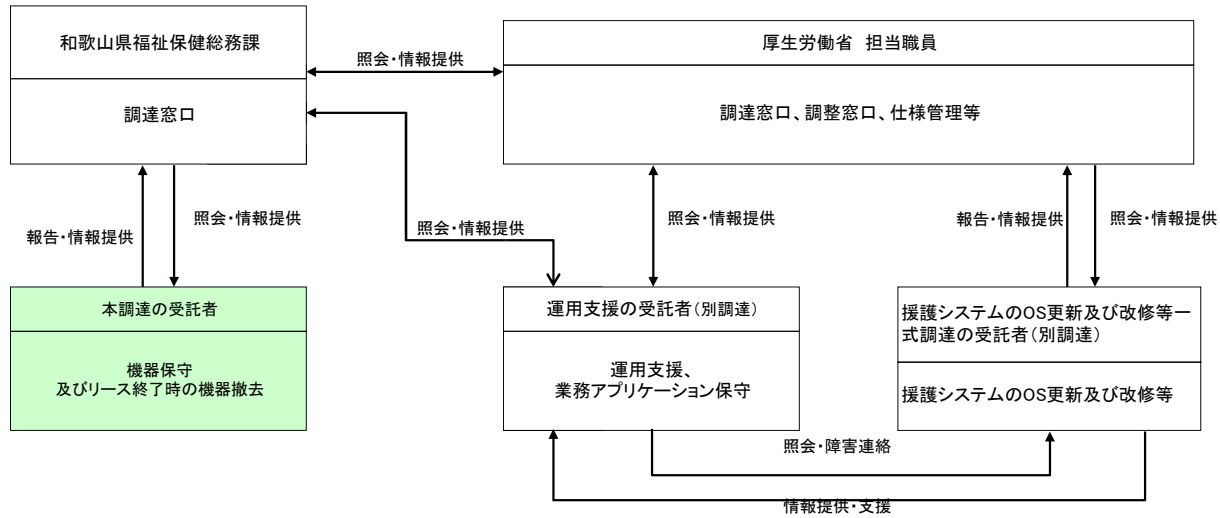 和歌山県福祉保健総務課
調達窓口
照会・情報提供
厚生労働省 担当職員
調達窓口、調整窓口、仕様管理等
報告・情報提供
照会・情報提供
照会・情報提供
照会・情報提供
報告・情報提供
照会・情報提供
本調達の受託者
機器保守
及びリース終了時の機器撤去
運用支援の受託者(別調達)
運用支援、
業務アプリケーション保守
援護システムのOS更新及び改修等一
式調達の受託者(別調達)
援護システムのOS更新及び改修等
照会・障害連絡
情報提供・支援